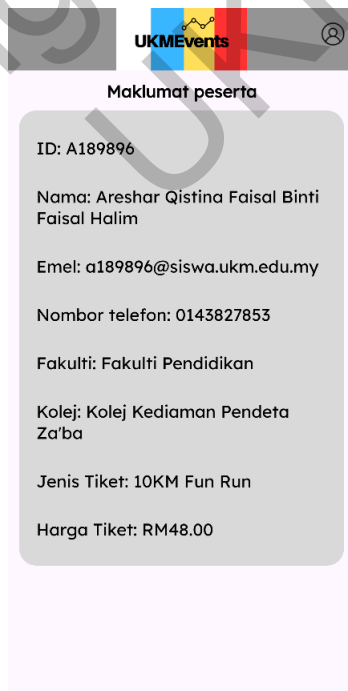 UKMEvents
Maklumat peserta
ID: A189896
Nama: Areshar Qistina Faisal Binti
Faisal Halim
Emel: a189896@siswa.ukm.edu.my
Nombor telefon: 0143827853
Fakulti: Fakulti Pendidikan
Kolej: Kolej Kediaman Pendeta
Za'ba
Jenis Tiket: 10KM Fun Run
Harga Tiket: RM48.00